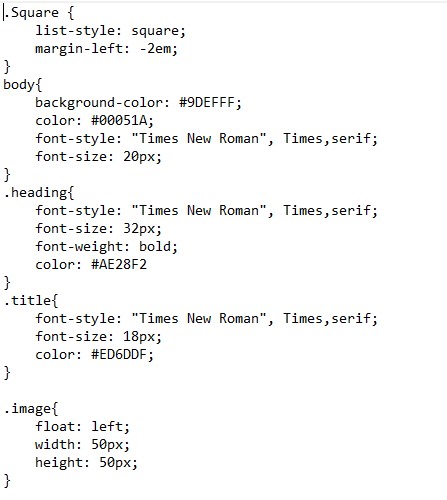 .Square {
    list-style: square;
    margin-left: -2em;
}
body{
    background-color: #9DEFFF;
    color: #00051A;
    font-style: "Times New Roman", Times,serif;
    font-size: 20px;
}
.heading{
    font-style: "Times New Roman", Times,serif;
    font-size: 32px;
    font-weight: bold;
    color: #AE28F2
}
.title{
    font-style: "Times New Roman", Times,serif;
    font-size: 18px;
    color: #ED6DDF;
}

.image{
    float: left;
    width: 50px;
    height: 50px;
}